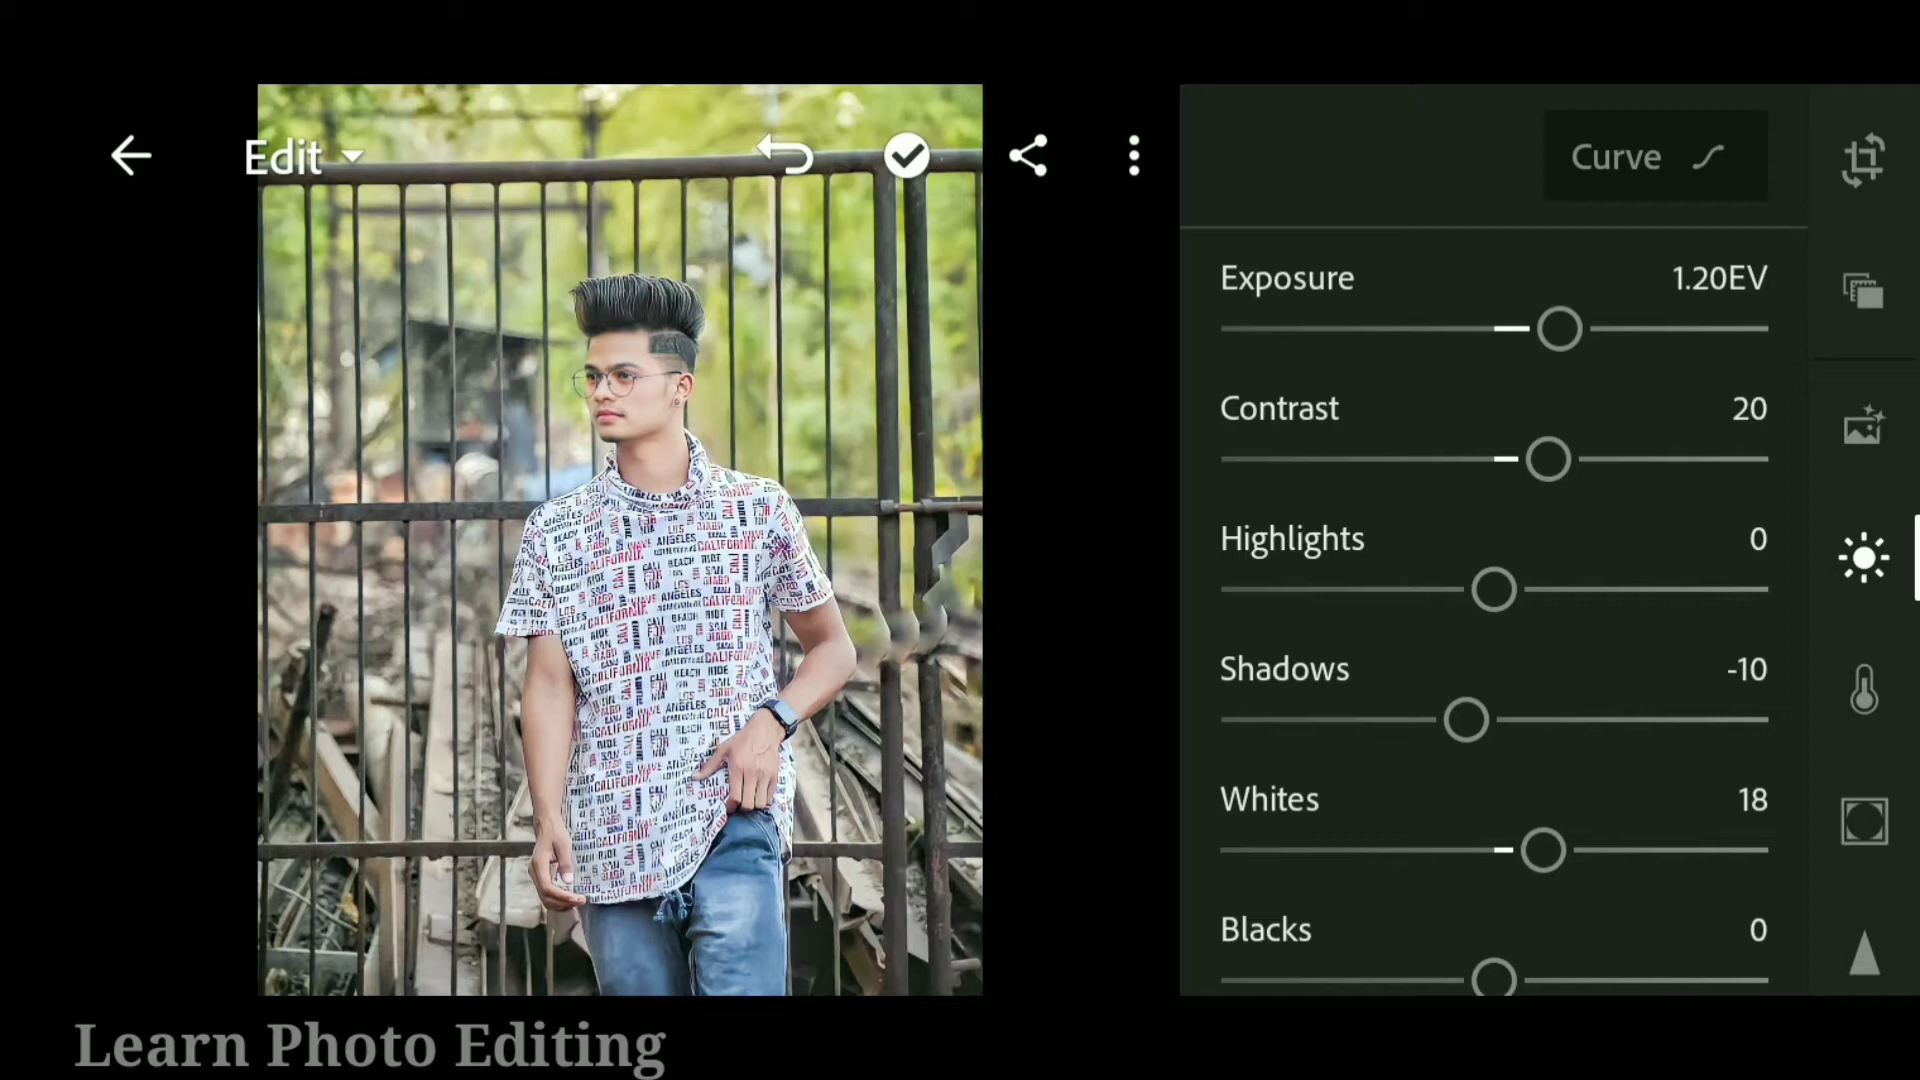 Edit
Curve
Exposure 1.20EV
Contrast 20
Highlights 0
Shadows -10
Whites 18
Blacks 0
Learn Photo Editing